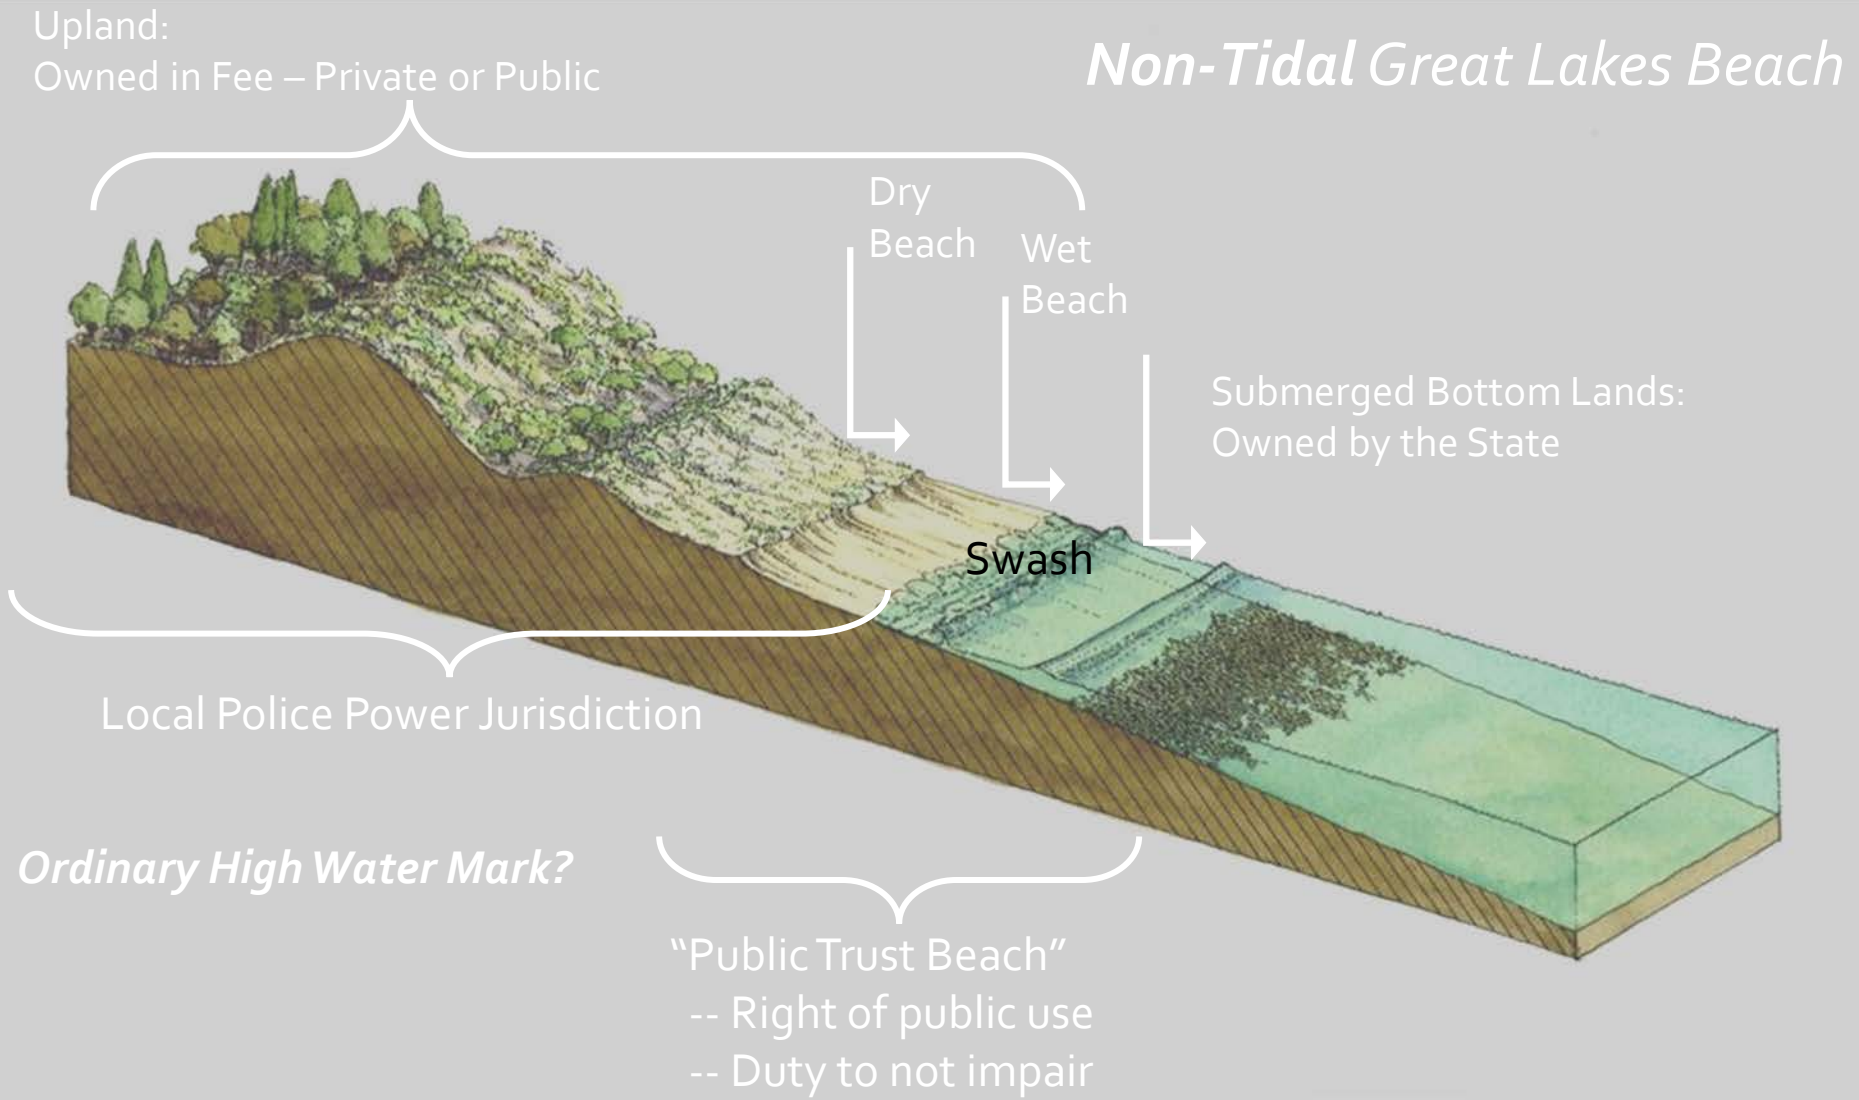 Upland:
Owned in Fee – Private or Public
Non-Tidal Great Lakes Beach
Dry
Beach
Wet
Beach
Submerged Bottom Lands:
Owned by the State
Swash
Local Police Power Jurisdiction
Ordinary High Water Mark?
“Public Trust Beach”
-- Right of public use
-- Duty to not impair